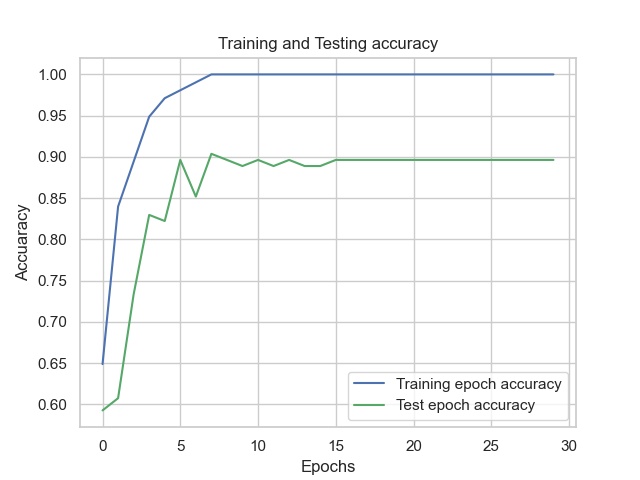 Training and Testing accuracy
1.00
0.95
0.90
0.85
0.80
0.75
0.70
0.65
0.60
Accuaracy
0 5 10 15 20 25 30
Epochs
Training epoch accuracy
Test epoch accuracy